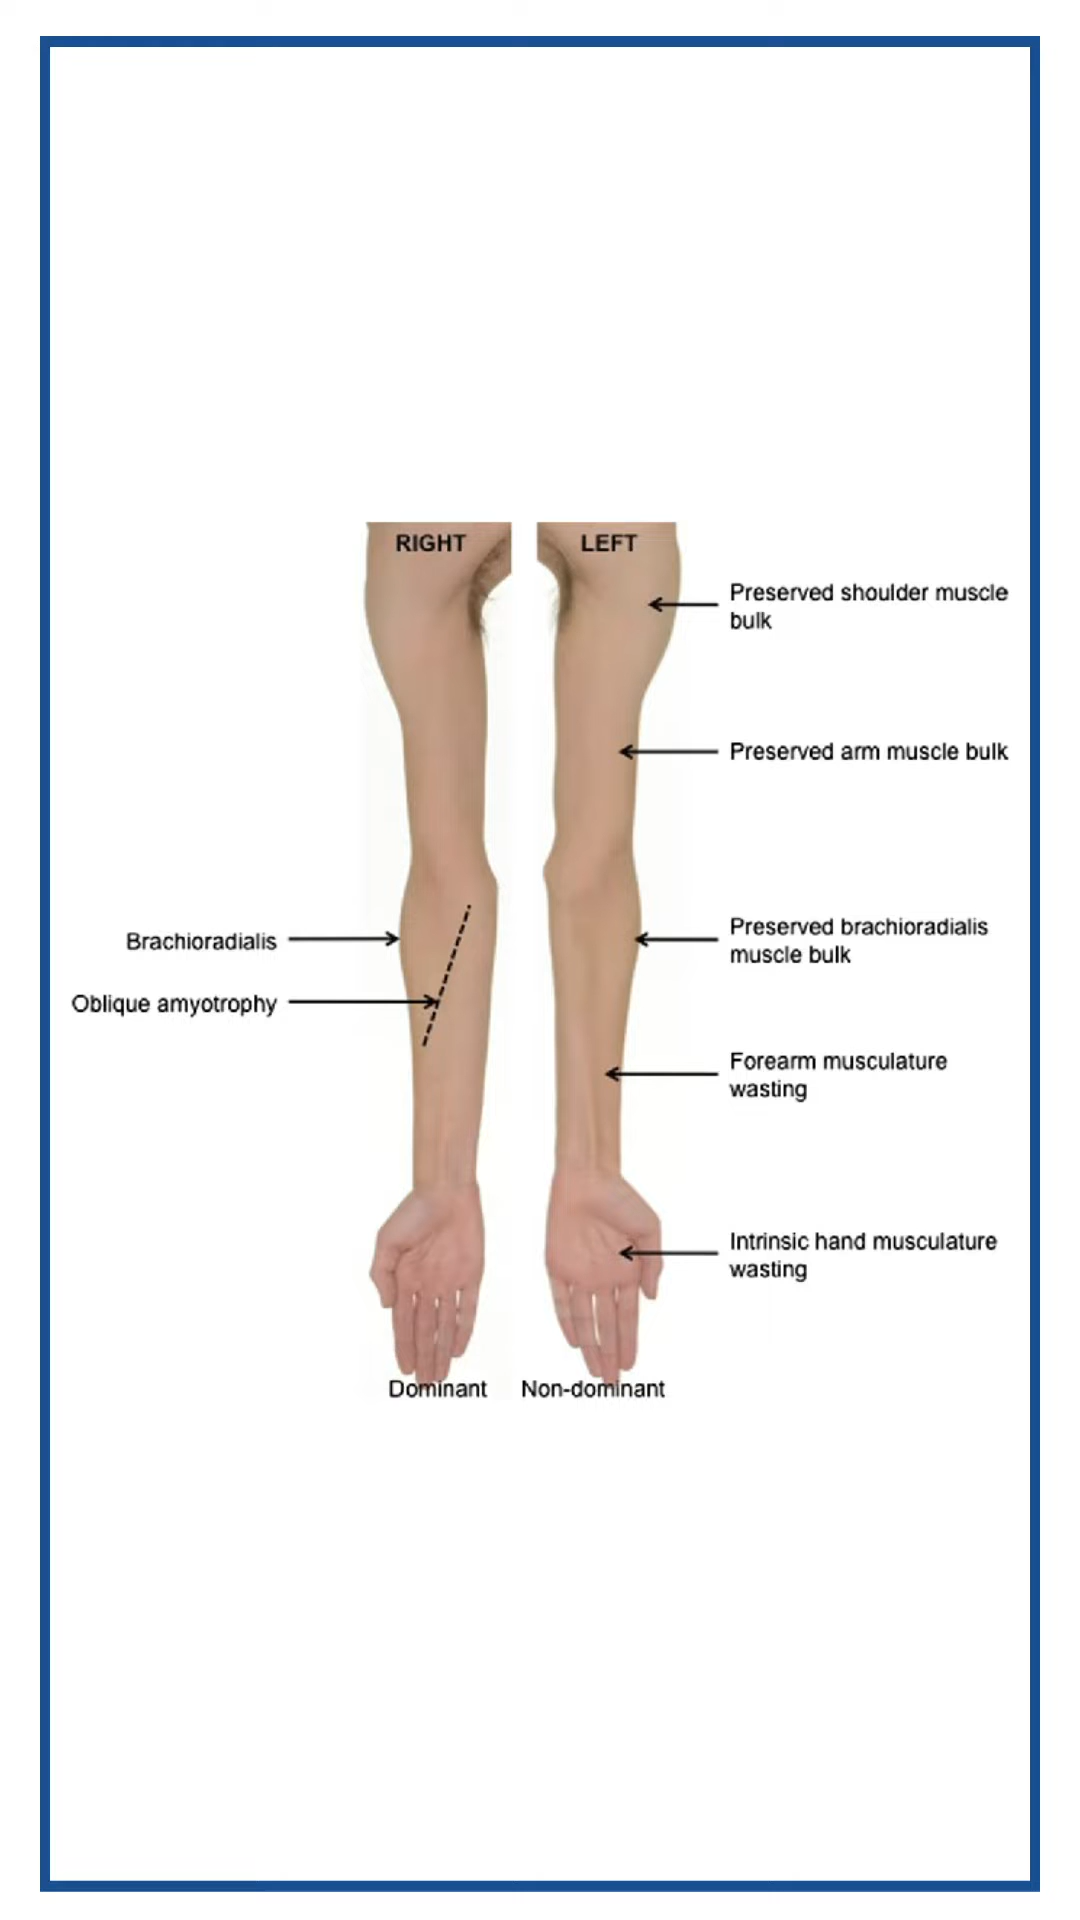 RIGHT
LEFT
Preserved shoulder muscle
bulk
Preserved arm muscle bulk
Brachioradialis
Preserved brachioradialis
muscle bulk
Oblique amyotrophy
Forearm musculature
wasting
Intrinsic hand musculature
wasting
Dominant
Non-dominant